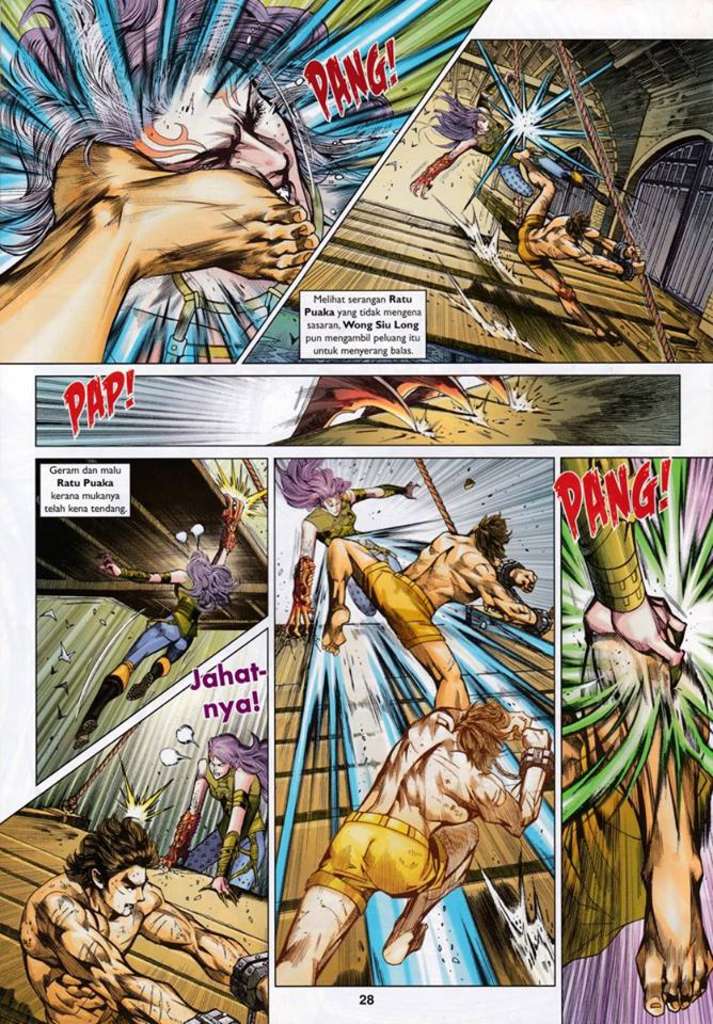 PANG!
Melihat serangan Ratu
Puaka yang tidak mengena
sasaran, Wong Siu Long
pun mengambil peluang itu
untuk menyerang balas.
PAP!
Geram dan malu
Ratu Puaka
kerana mukanya
telah kena tendang.
Jahat-
nya!
PANG!
28